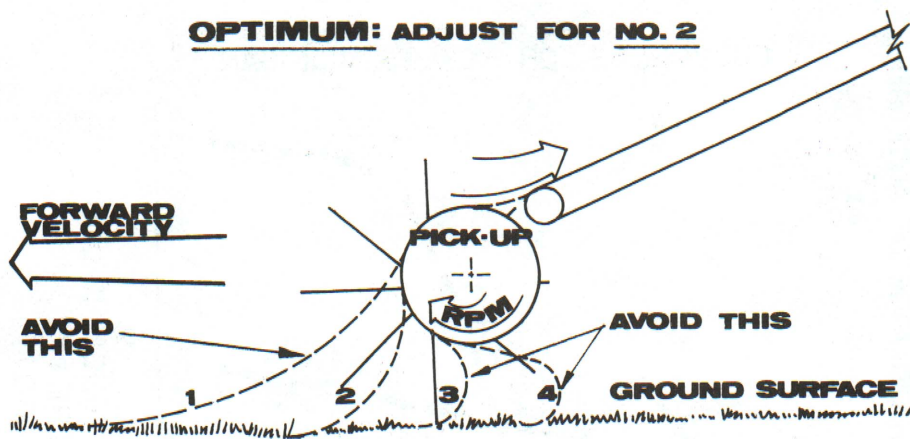 OPTIMUM: ADJUST FOR NO. 2
FORWARD
VELOCITY
PICK-UP
RPM
AVOID
THIS
AVOID THIS
1
2
3
4
GROUND SURFACE